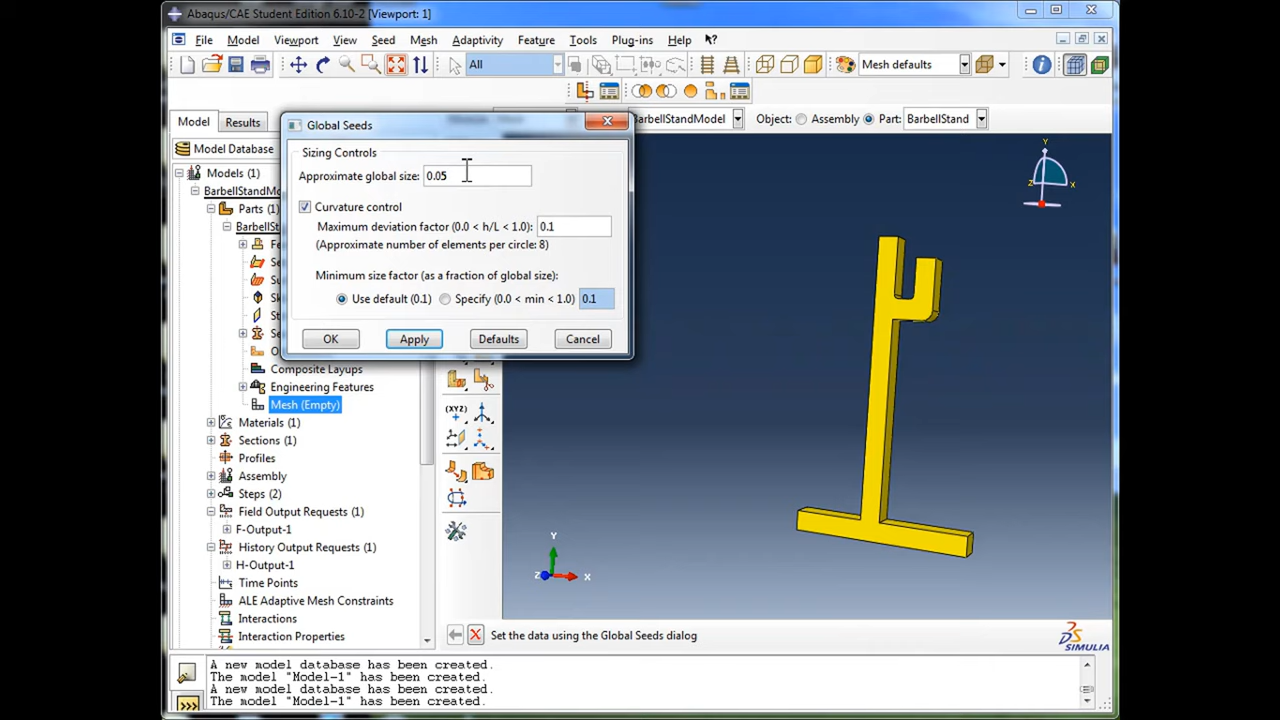 Abaqus/CAE Student Edition 6.10-2 [Viewport: 1]
File Model Viewport View Seed Mesh Adaptivity Feature Tools Plug-ins Help
All Mesh defaults
Model Results BarbellStandModel Object: Assembly Part: BarbellStand
Model Database
Models (1)
BarbellStandM
Parts (1)
BarbellSt
Global Seeds
Sizing Controls
Approximate global size: 0.05
Curvature control
Maximum deviation factor (0.0 < h/L < 1.0): 0.1
(Approximate number of elements per circle: 8)
Minimum size factor (as a fraction of global size):
Use default (0.1) Specify (0.0 < min < 1.0) 0.1
OK Apply Defaults Cancel
Composite Layups
Engineering Features
Mesh (Empty)
Materials (1)
Sections (1)
Profiles
Assembly
Steps (2)
Field Output Requests (1)
F-Output-1
History Output Requests (1)
H-Output-1
Time Points
ALE Adaptive Mesh Constraints
Interactions
Interaction Properties
(XYZ)
Y
Z X
Y
Z X
Set the data using the Global Seeds dialog
SIMULIA
A new model database has been created.
The model "Model-1" has been created.
A new model database has been created.
The model "Model-1" has been created.
>>>